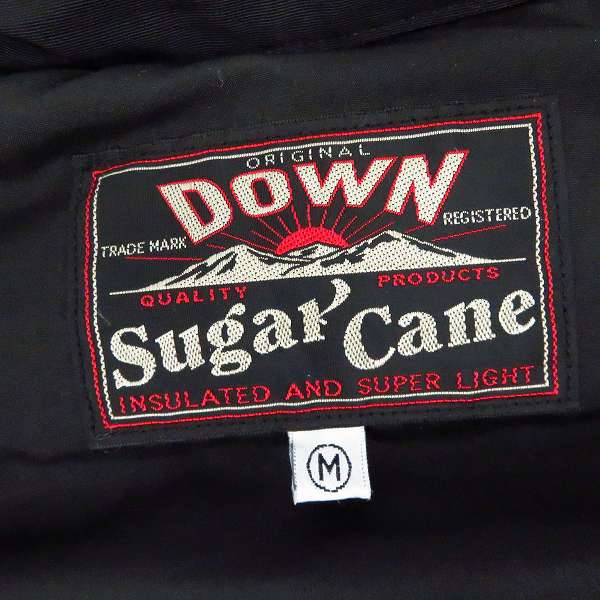 ORIGINAL
DOWN
TRADE MARK
REGISTERED
QUALITY PRODUCTS
Sugar Cane
INSULATED AND SUPER LIGHT
M